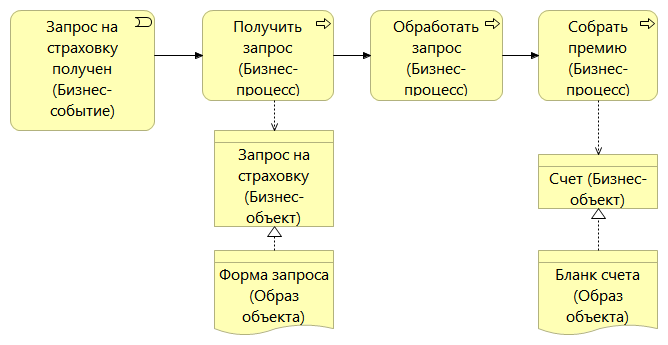 Запрос на
страховку
получен
(Бизнес-
событие)
Получить
запрос
(Бизнес-
процесс)
Обработать
запрос
(Бизнес-
процесс)
Собрать
премию
(Бизнес-
процесс)
Запрос на
страховку
(Бизнес-
объект)
Счет (Бизнес-
объект)
Форма запроса
(Образ
объекта)
Бланк счета
(Образ
объекта)